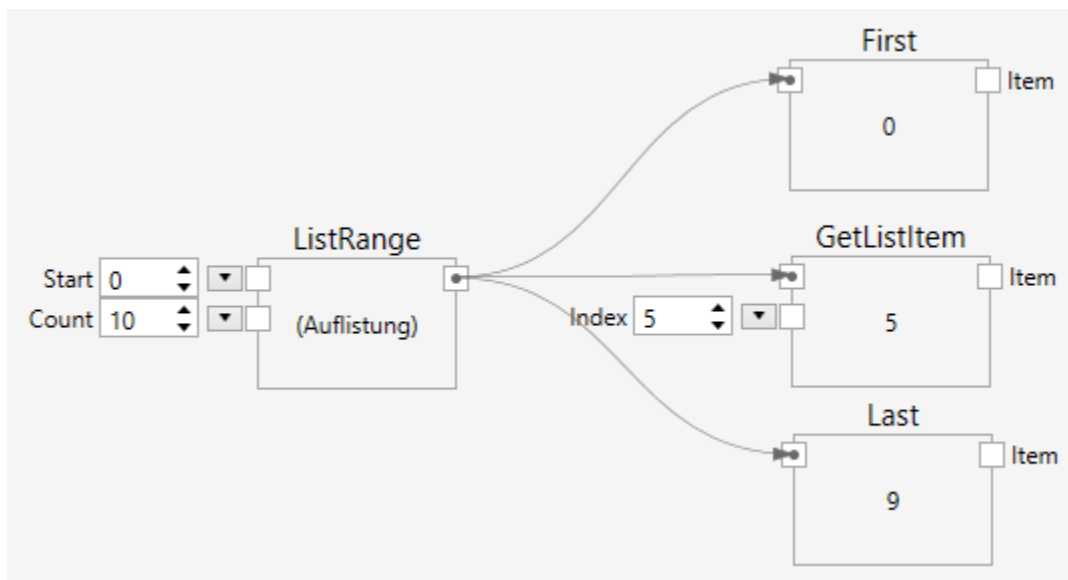 First
Item
0
ListRange
Start 0
Count 10
(Auflistung)
GetListItem
Item
Index 5
5
Last
Item
9